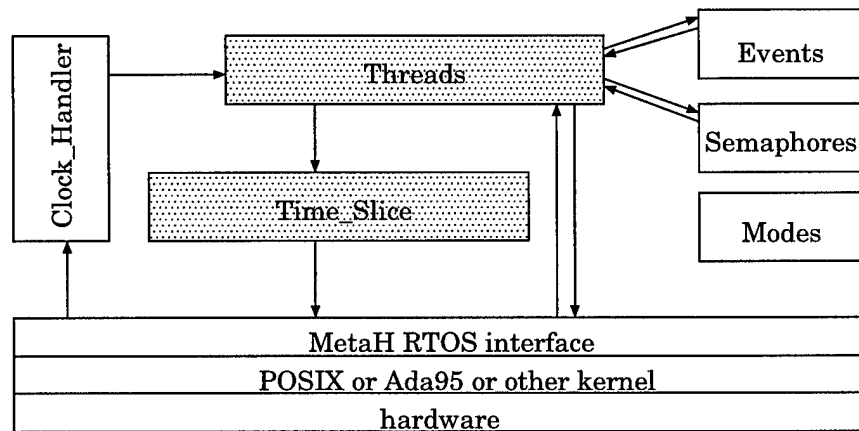 Clock_Handler
Threads
Events
Semaphores
Time_Slice
Modes
MetaH RTOS interface
POSIX or Ada95 or other kernel
hardware